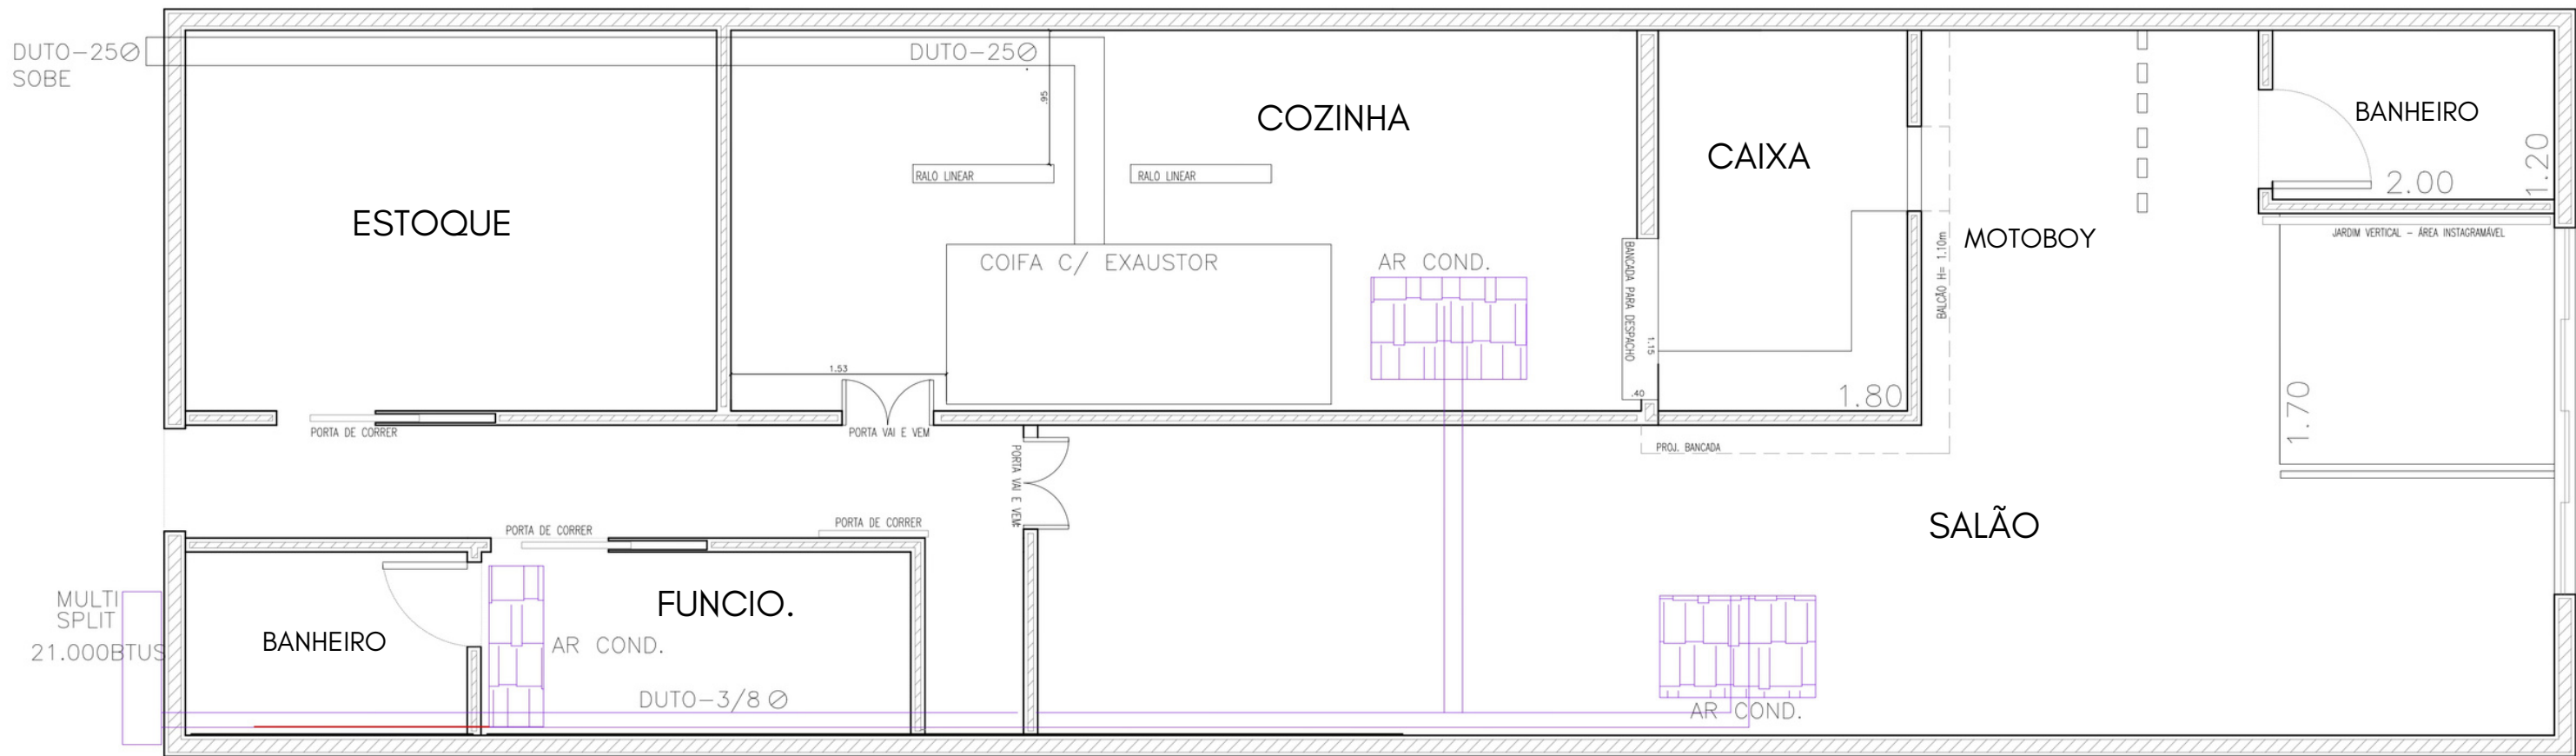 DUTO-25Ø
SOBE
DUTO-25Ø
.95
COZINHA
CAIXA
BANHEIRO
1.20
2.00
RALO LINEAR
RALO LINEAR
ESTOQUE
MOTOBOY
JARDIM VERTICAL - ÁREA INSTAGRAMÁVEL
COIFA C/ EXAUSTOR
AR COND.
BANCADA PARA DESPACHO
1.15
.40
BALCÃO H= 1.10m
1.53
1.80
1.70
PORTA DE CORRER
PORTA VAI E VEM
PORTA VAI E VEM
PROJ. BANCADA
PORTA DE CORRER
PORTA DE CORRER
SALÃO
MULTI
SPLIT
21.000BTUS
BANHEIRO
FUNCIO.
AR COND.
DUTO-3/8 Ø
AR COND.